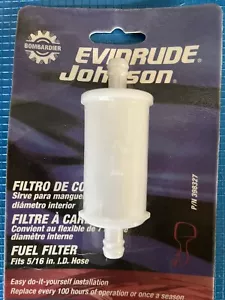 BOMBARDIER
EVINRUDE
Johnson
P/N 398327
FILTRO DE CO
Sirve para mangue
diámetro interior
FILTRE À CAR
Convient au flexible de
diamètre interne
FUEL FILTER
Fits 5/16 in. I.D. Hose
Easy do-it-yourself installation
Replace every 100 hours of operation or once a season